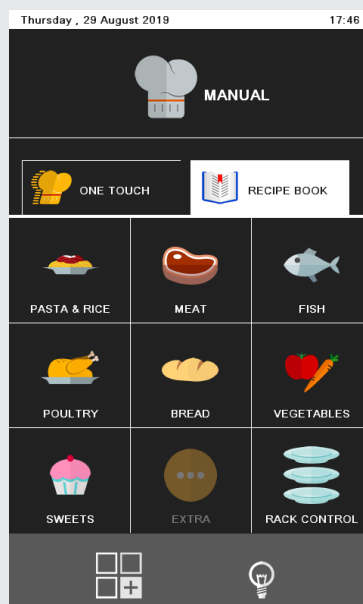 Thursday , 29 August 2019 17:46
MANUAL
ONE TOUCH RECIPE BOOK
PASTA & RICE MEAT FISH
POULTRY BREAD VEGETABLES
SWEETS EXTRA RACK CONTROL